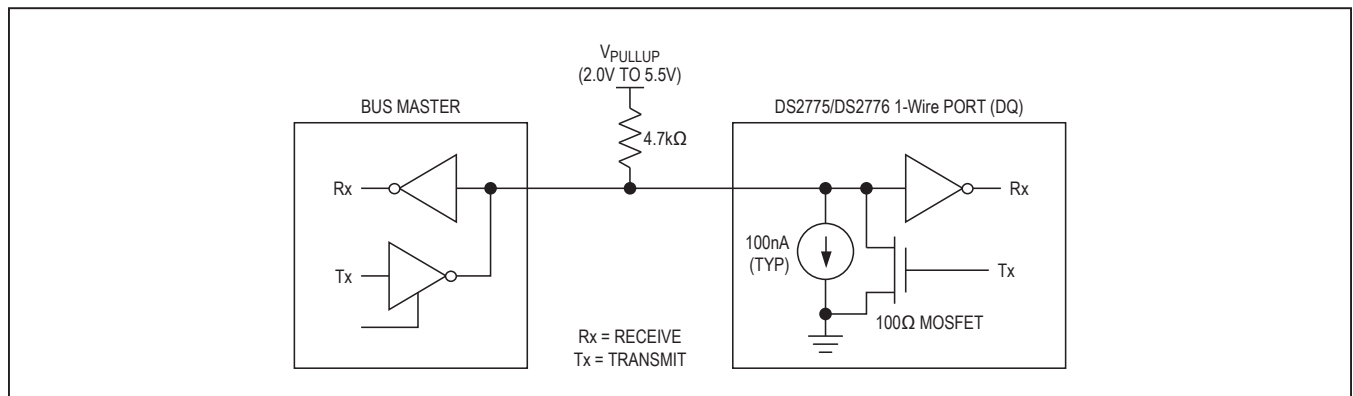 VPULLUP
(2.0V TO 5.5V)
BUS MASTER
DS2775/DS2776 1-Wire PORT (DQ)
4.7kΩ
Rx
Rx
100nA
(TYP)
Tx
Tx
100Ω MOSFET
Rx = RECEIVE
Tx = TRANSMIT